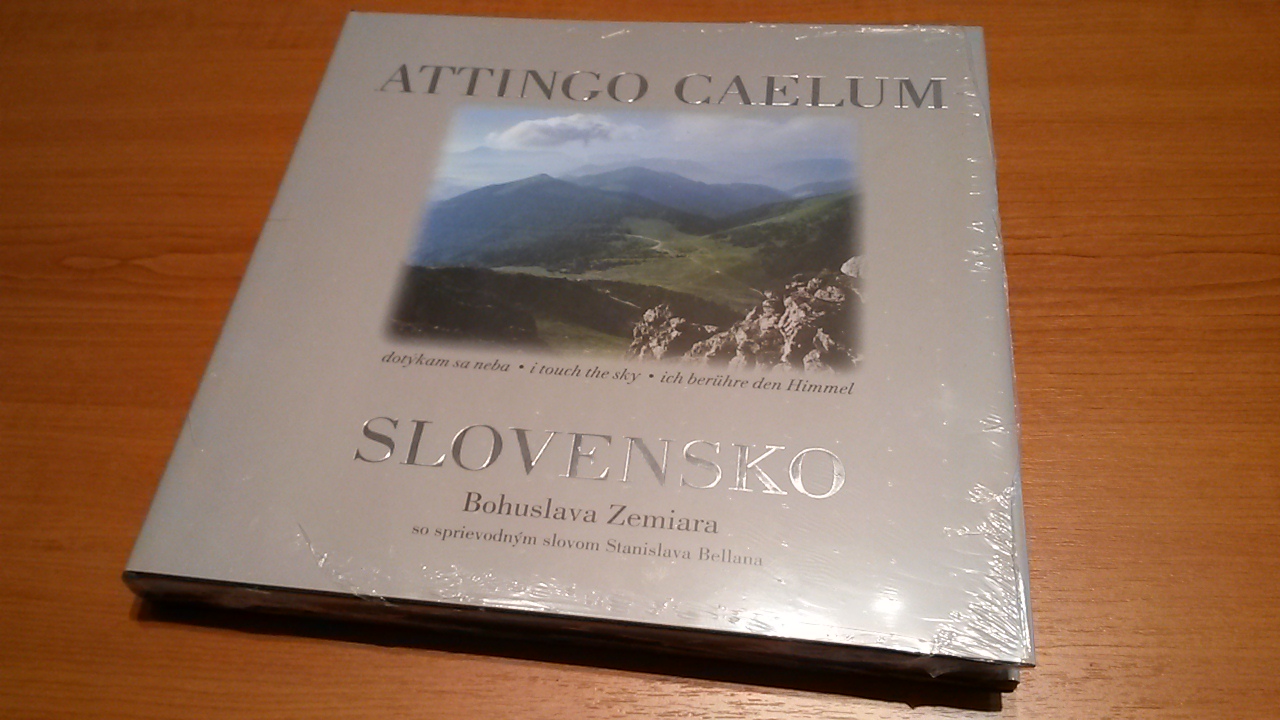 ATTINGO CAELUM
dotýkam sa neba • i touch the sky • ich berühre den Himmel
SLOVENSKO
Bohuslava Zemiara
so sprievodným slovom Stanislava Bellana